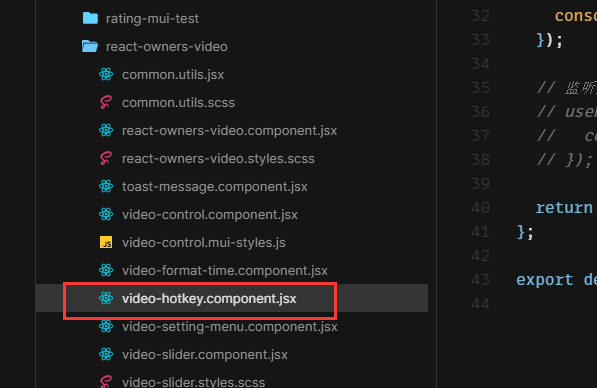 rating-mui-test
react-owners-video
common.utils.jsx
common.utils.scss
react-owners-video.component.jsx
react-owners-video.styles.scss
toast-message.component.jsx
video-control.component.jsx
JS video-control.mui-styles.js
video-format-time.component.jsx
video-hotkey.component.jsx
video-setting-menu.component.jsx
video-slider.component.jsx
video-slider.styles.scss
32 conso
33 });
34
35 // 监听
36 // useH
37 // co
38 // });
39
40 return
41 };
42
43 export de
44